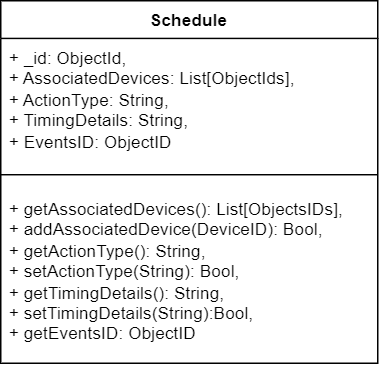 Schedule
+ _id: ObjectId,
+ AssociatedDevices: List[ObjectIds],
+ ActionType: String,
+ TimingDetails: String,
+ EventsID: ObjectID
+ getAssociatedDevices(): List[ObjectsIDs],
+ addAssociatedDevice(DeviceID): Bool,
+ getActionType(): String,
+ setActionType(String): Bool,
+ getTimingDetails(): String,
+ setTimingDetails(String):Bool,
+ getEventsID: ObjectID